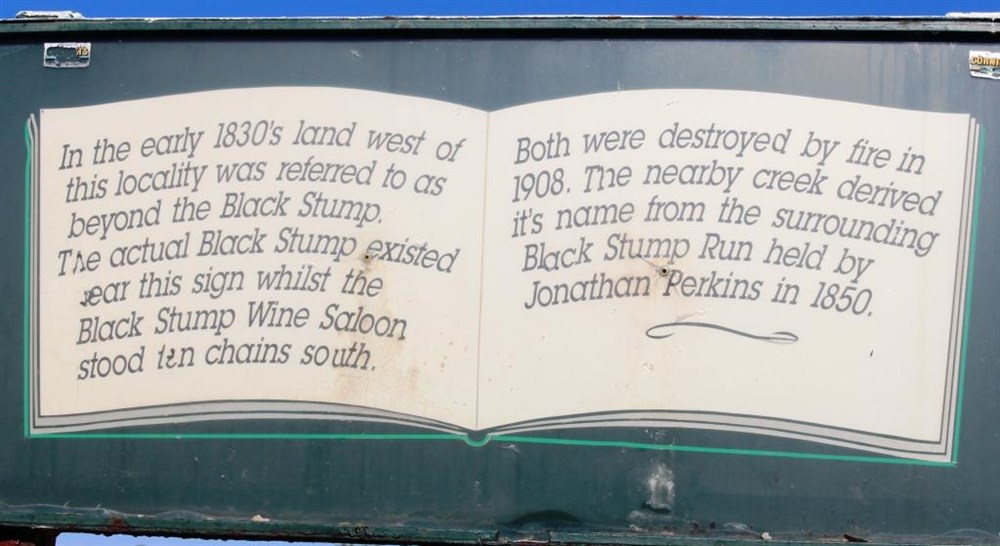 In the early 1830's land west of
this locality was referred to as
beyond the Black Stump.
The actual Black Stump existed
near this sign whilst the
Black Stump Wine Saloon
stood ten chains south.
Both were destroyed by fire in
1908. The nearby creek derived
it's name from the surrounding
Black Stump Run held by
Jonathan Perkins in 1850.